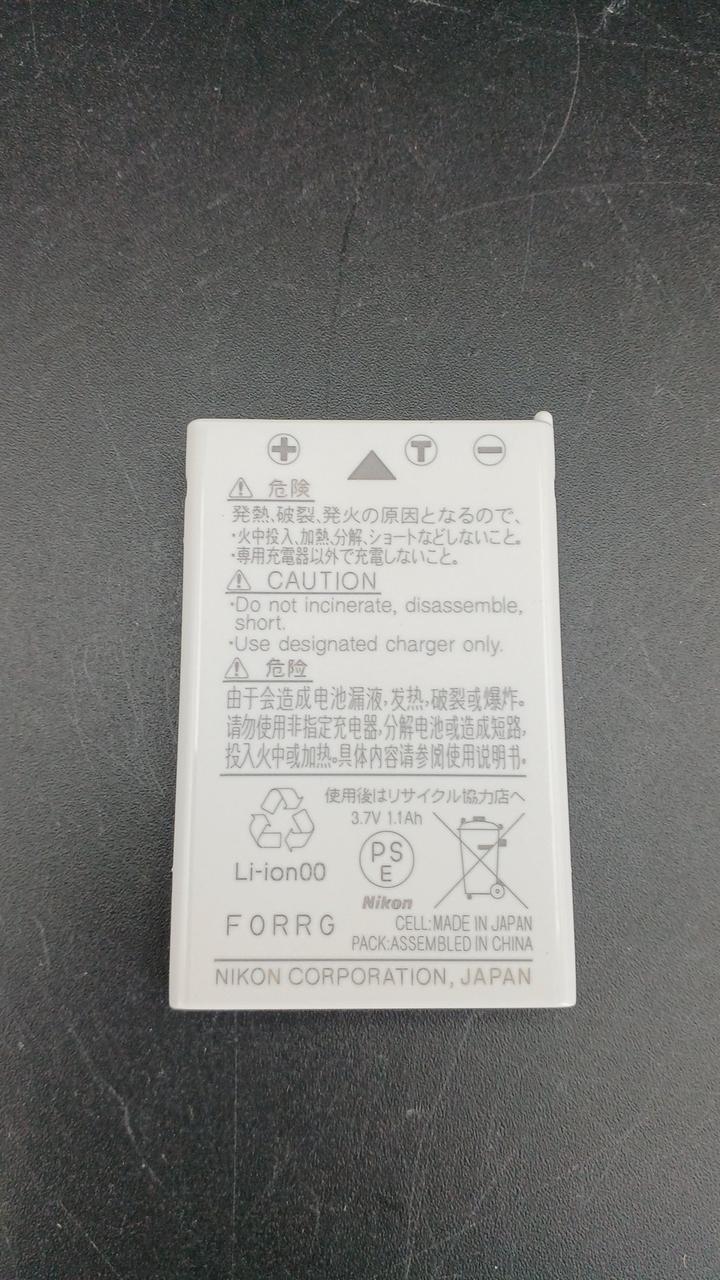 + T −
危険
発熱、破裂、発火の原因となるので、
・火中投入、加熱、分解、ショートなどしないこと。
・専用充電器以外で充電しないこと。
CAUTION
・Do not incinerate, disassemble,
short.
・Use designated charger only.
危险
由于会造成电池漏液,发热,破裂或爆炸。
请勿使用非指定充电器,分解电池或造成短路,
投入火中或加热。具体内容请参阅使用说明书。
使用後はリサイクル協力店へ
3.7V 1.1Ah
Li-ion00
PS
E
Nikon
F0RRG
CELL:MADE IN JAPAN
PACK:ASSEMBLED IN CHINA
NIKON CORPORATION, JAPAN